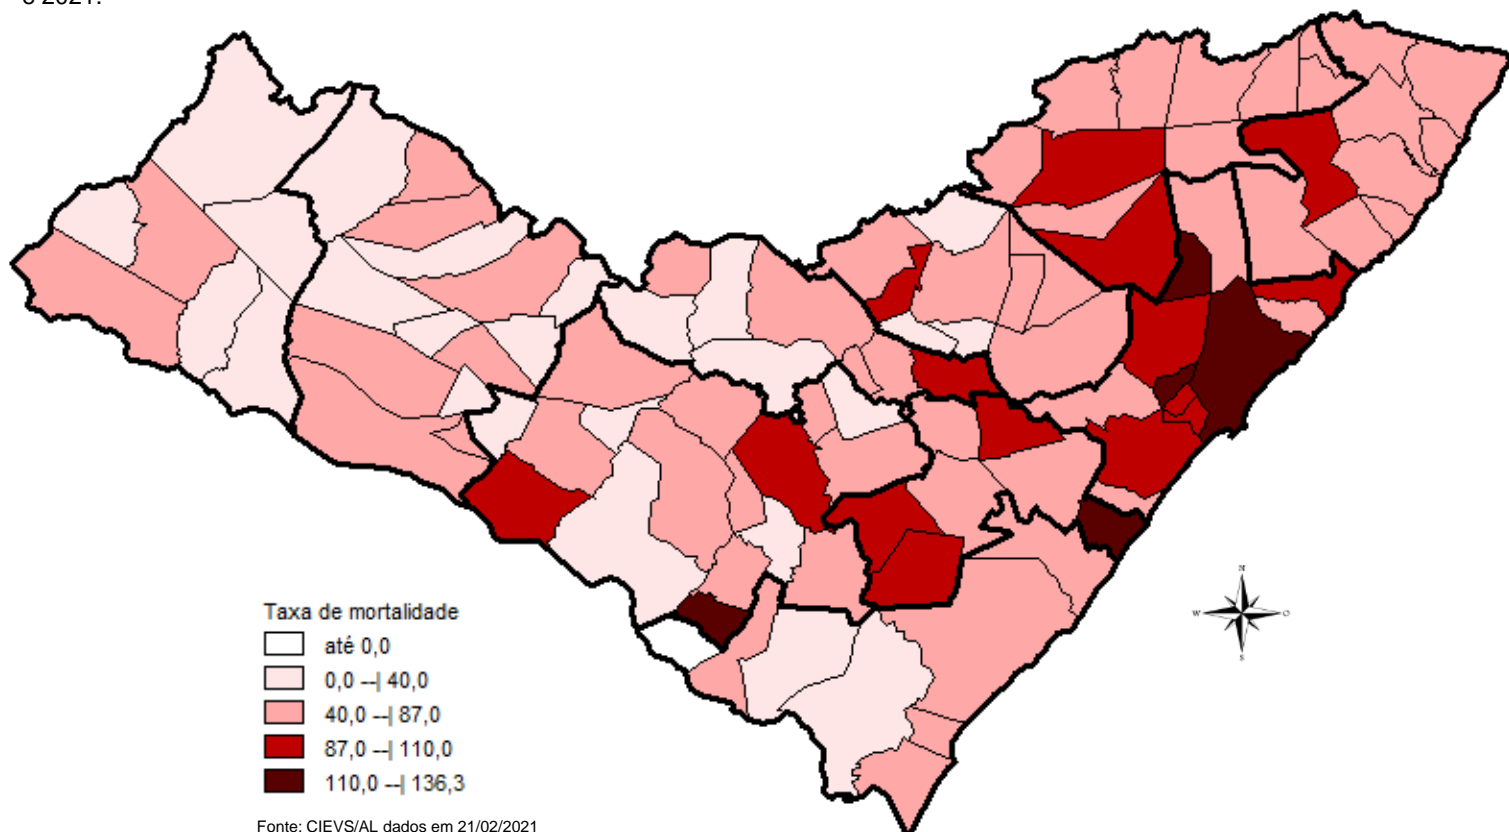 e 2021.
Taxa de mortalidade
até 0,0
0,0 --| 40,0
40,0 --| 87,0
87,0 --| 110,0
110,0 --| 136,3
Fonte: CIEVS/AL dados em 21/02/2021
N
W
O
S